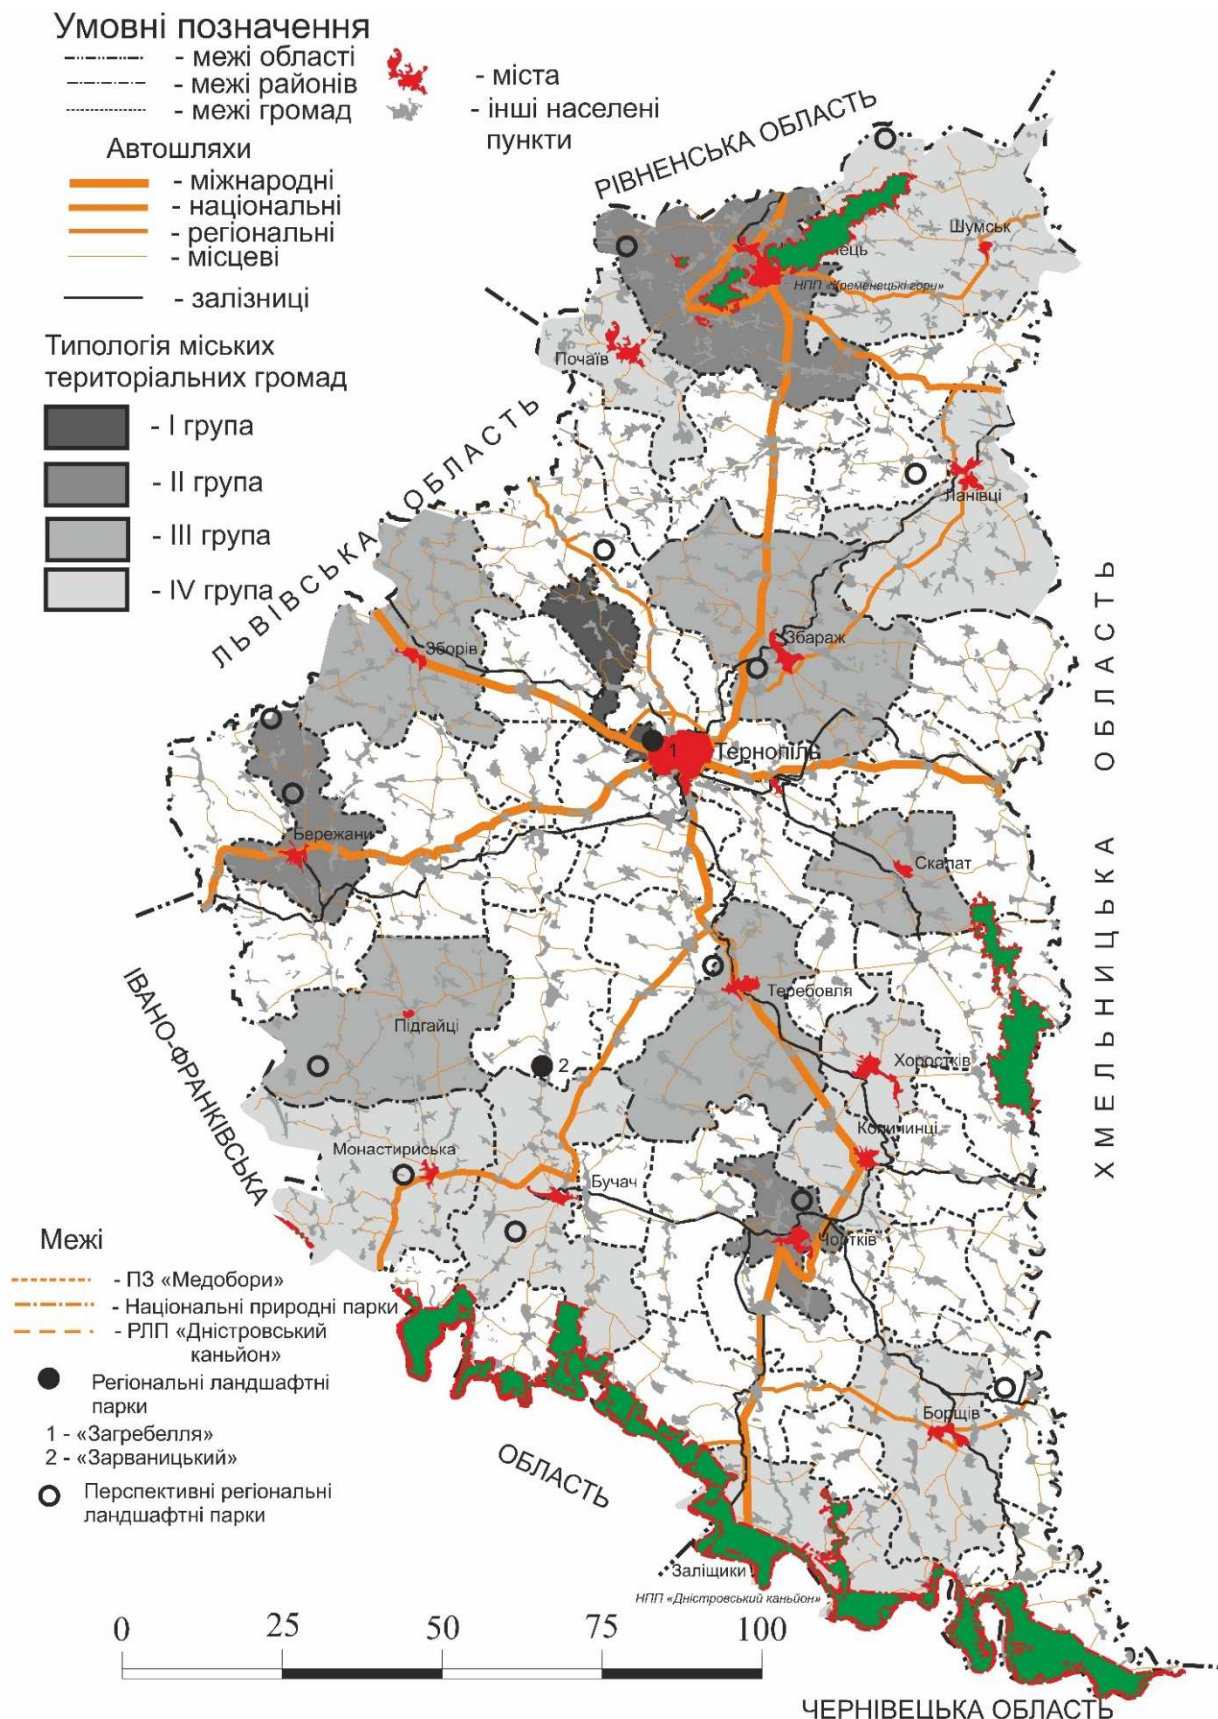 Умовні позначення
- межі області
- межі районів
- межі громад
- міста
- інші населені
пункти
Автошляхи
- міжнародні
- національні
- регіональні
- місцеві
- залізниці
Типологія міських
територіальних громад
- I група
- II група
- III група
- IV група
РІВНЕНСЬКА ОБЛАСТЬ
Шумськ
нець
НПП «Кременецькі гори»
Почаїв
ЛЬВІВСЬКА ОБЛАСТЬ
Ланівці
Збараж
Зборів
1
Тернопіль
Бережани
Скалат
ХМЕЛЬНИЦЬКА ОБЛАСТЬ
ІВАНО-ФРАНКІВСЬКА
Теребовля
Підгайці
2
Хоростків
Копичинці
Монастириська
Бучач
Чортків
Межі
- ПЗ «Медобори»
- Національні природні парки
- РЛП «Дністровський
каньйон»
Регіональні ландшафтні
парки
1 - «Загребелля»
2 - «Зарваницький»
Перспективні регіональні
ландшафтні парки
Борщів
ОБЛАСТЬ
Заліщики
НПП «Дністровський каньйон»
0 25 50 75 100
ЧЕРНІВЕЦЬКА ОБЛАСТЬ